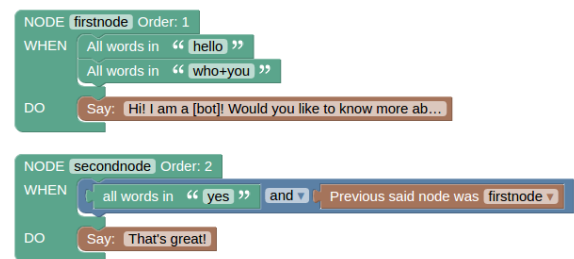 NODE firstnode Order: 1
WHEN All words in “ hello ”
All words in “ who+you ”
DO Say: Hi! I am a [bot]! Would you like to know more ab...
NODE secondnode Order: 2
WHEN all words in “ yes ” and ▾ Previous said node was firstnode ▾
DO Say: That's great!